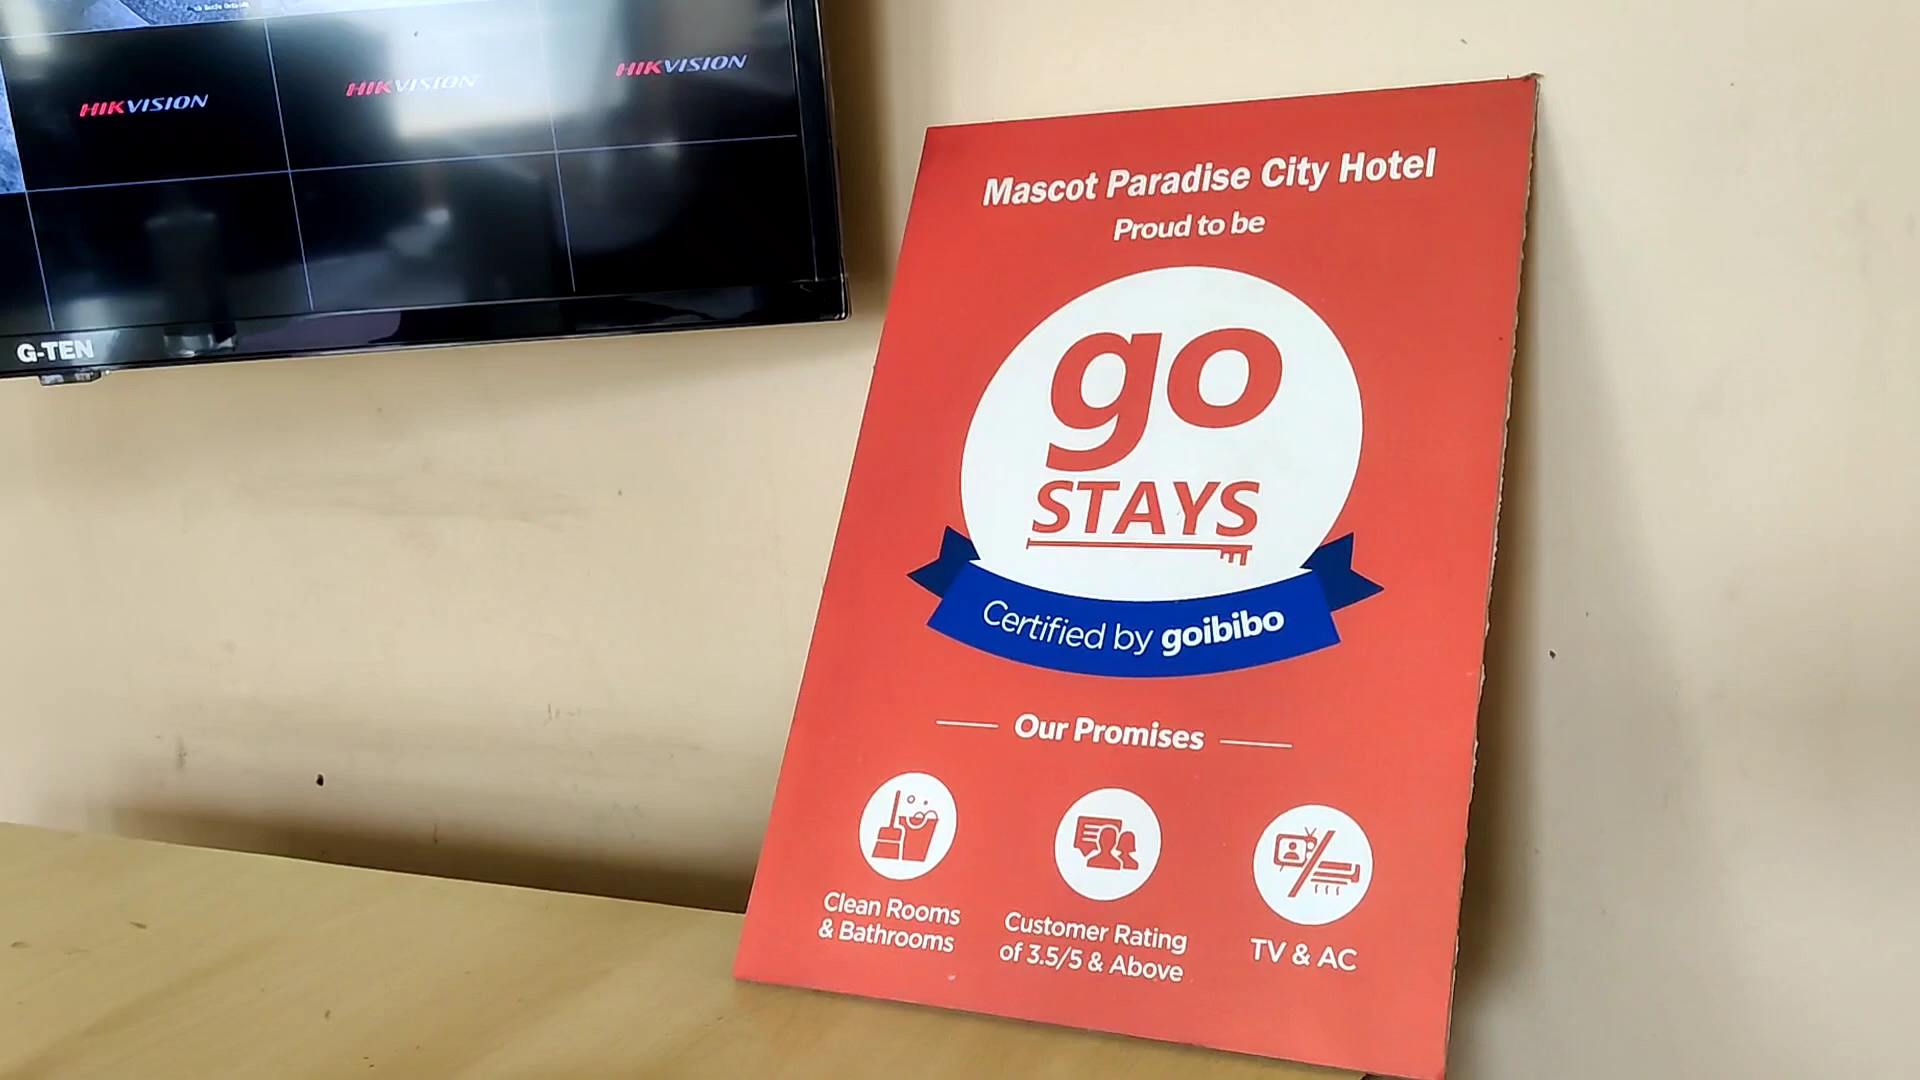 HIKVISION
HIKVISION
HIKVISION
G-TEN
Mascot Paradise City Hotel
Proud to be
go
STAYS
Certified by goibibo
Our Promises
Clean Rooms
& Bathrooms
Customer Rating
of 3.5/5 & Above
TV & AC